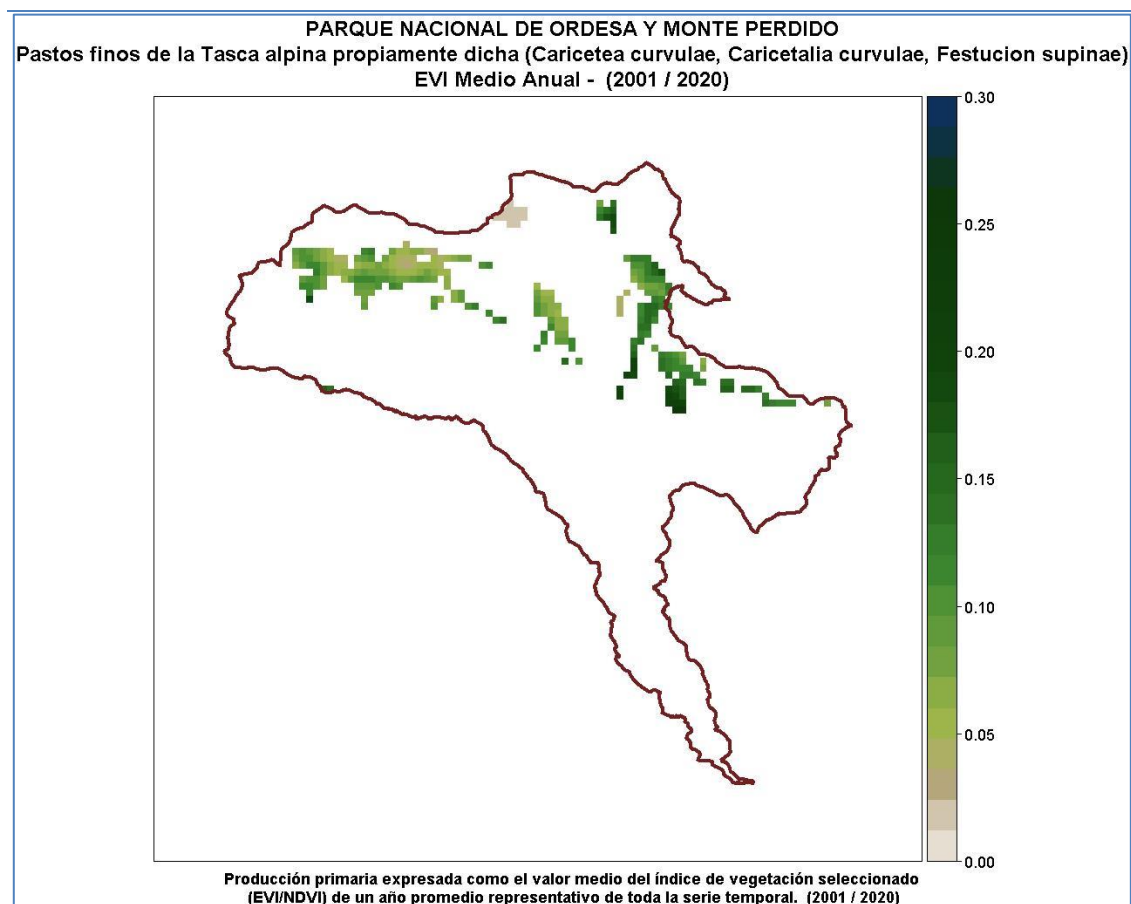 PARQUE NACIONAL DE ORDESA Y MONTE PERDIDO
Pastos finos de la Tasca alpina propiamente dicha (Caricetea curvulae, Caricetalia curvulae, Festucion supinae)
EVI Medio Anual -  (2001 / 2020)
0.30
0.25
0.20
0.15
0.10
0.05
0.00
Producción primaria expresada como el valor medio del índice de vegetación seleccionado
(EVI/NDVI) de un año promedio representativo de toda la serie temporal.  (2001 / 2020)